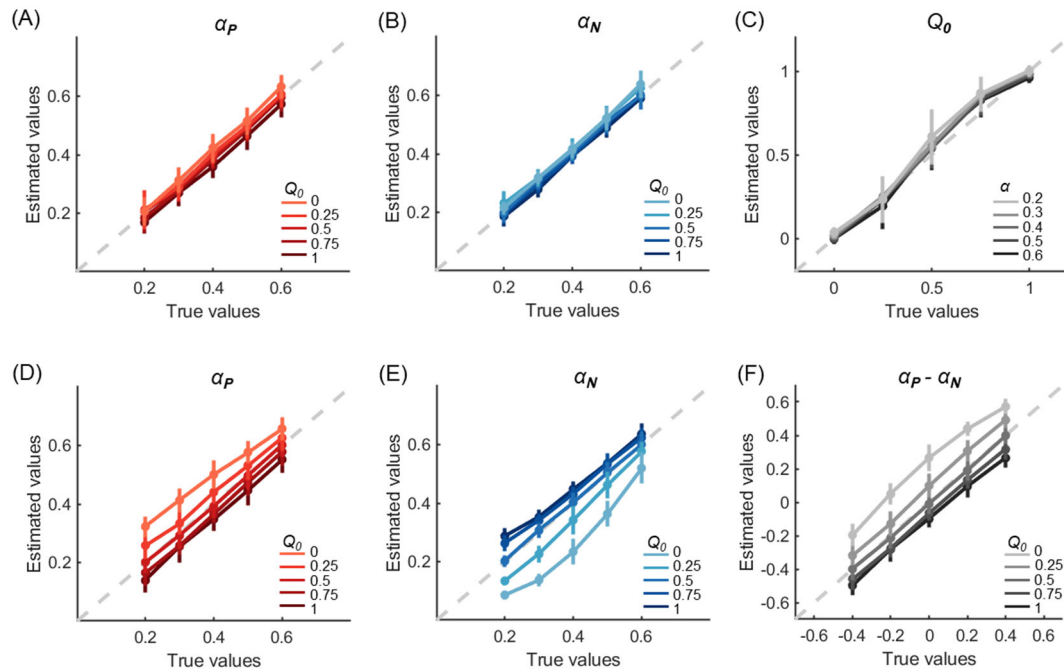 (A)
α_P
Estimated values
0.6
0.4
0.2
Q_0
0
0.25
0.5
0.75
1
0.2 0.4 0.6
True values
(B)
α_N
Estimated values
0.6
0.4
0.2
Q_0
0
0.25
0.5
0.75
1
0.2 0.4 0.6
True values
(C)
Q_0
Estimated values
1
0.5
0
α
0.2
0.3
0.4
0.5
0.6
0 0.5 1
True values
(D)
α_P
Estimated values
0.6
0.4
0.2
Q_0
0
0.25
0.5
0.75
1
0.2 0.4 0.6
True values
(E)
α_N
Estimated values
0.6
0.4
0.2
Q_0
0
0.25
0.5
0.75
1
0.2 0.4 0.6
True values
(F)
α_P - α_N
Estimated values
0.6
0.4
0.2
0
-0.2
-0.4
-0.6
Q_0
0
0.25
0.5
0.75
1
-0.6 -0.4 -0.2 0 0.2 0.4 0.6
True values